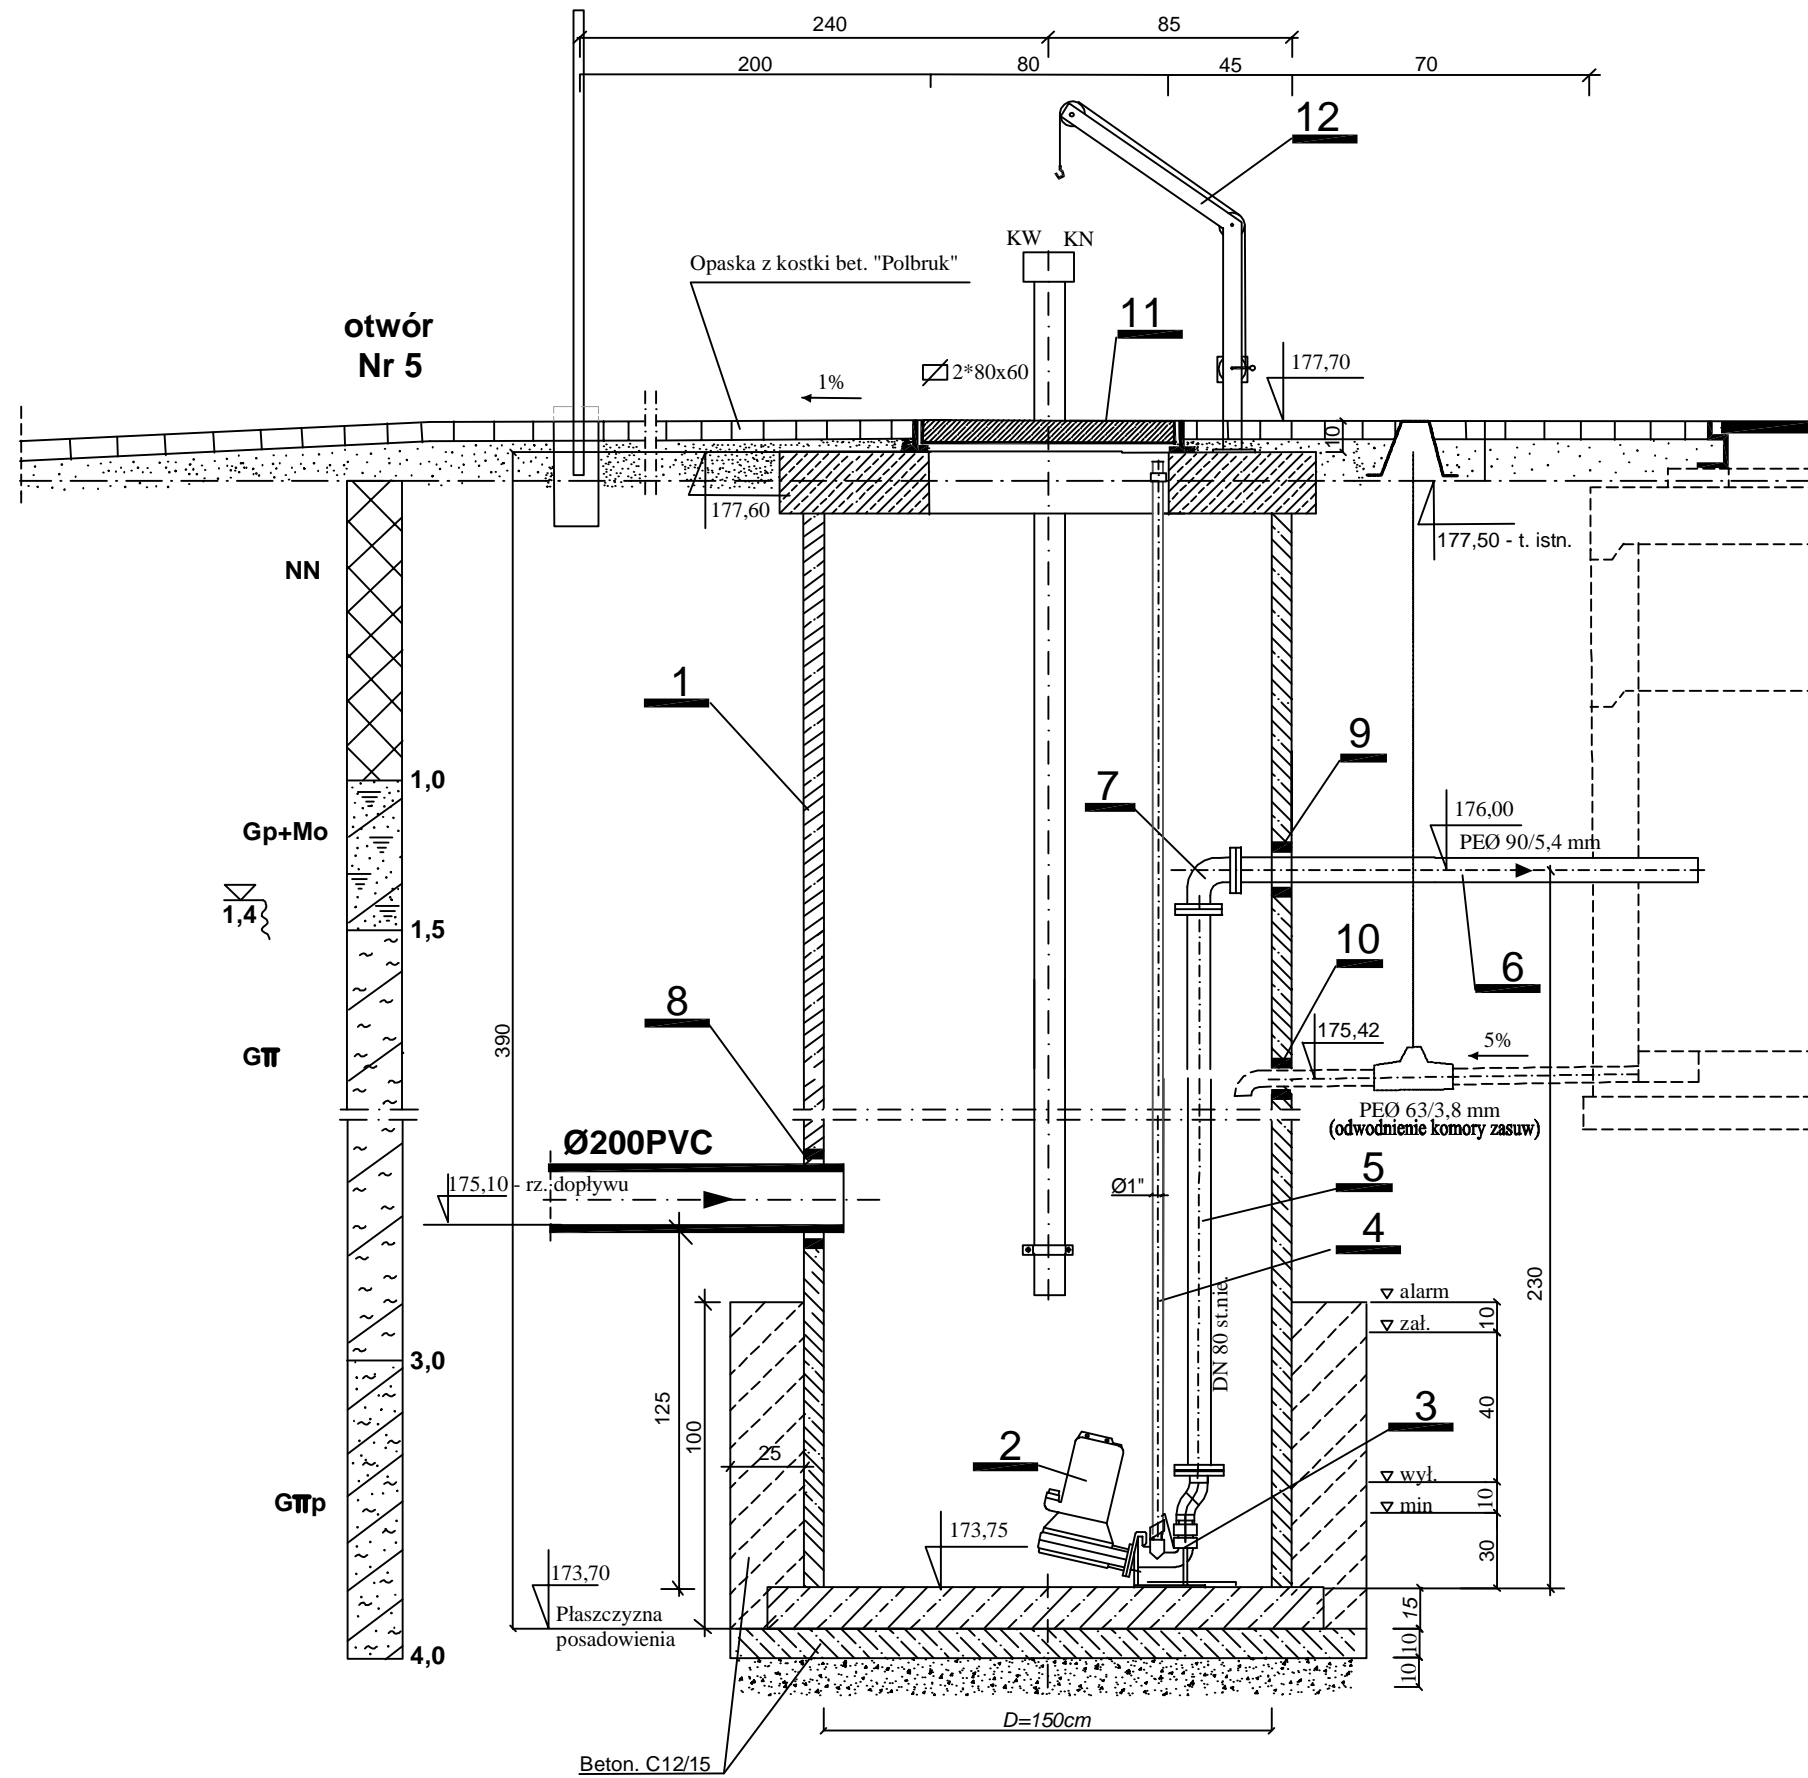 240
85
200
80
45
70
12
KW KN
Opaska z kostki bet. "Polbruk"
otwór
Nr 5
11
2*80x60
1%
177,70
10
177,60
177,50 - t. istn.
NN
1
9
7
1,0
176,00
PEØ 90/5,4 mm
Gp+Mo
1,4
1,5
10
6
8
390
175,42
5%
Gπ
PEØ 63/3,8 mm
(odwodnienie komory zasuw)
Ø200PVC
175,10 - rz. dopływu
Ø1"
5
4
230
alarm
10
zał.
DN 80 st.nie.
3,0
125
100
40
3
25
2
wył.
10
min
Gπp
173,75
30
173,70
Płaszczyzna
posadowienia
15
10
10
4,0
D=150cm
Beton. C12/15